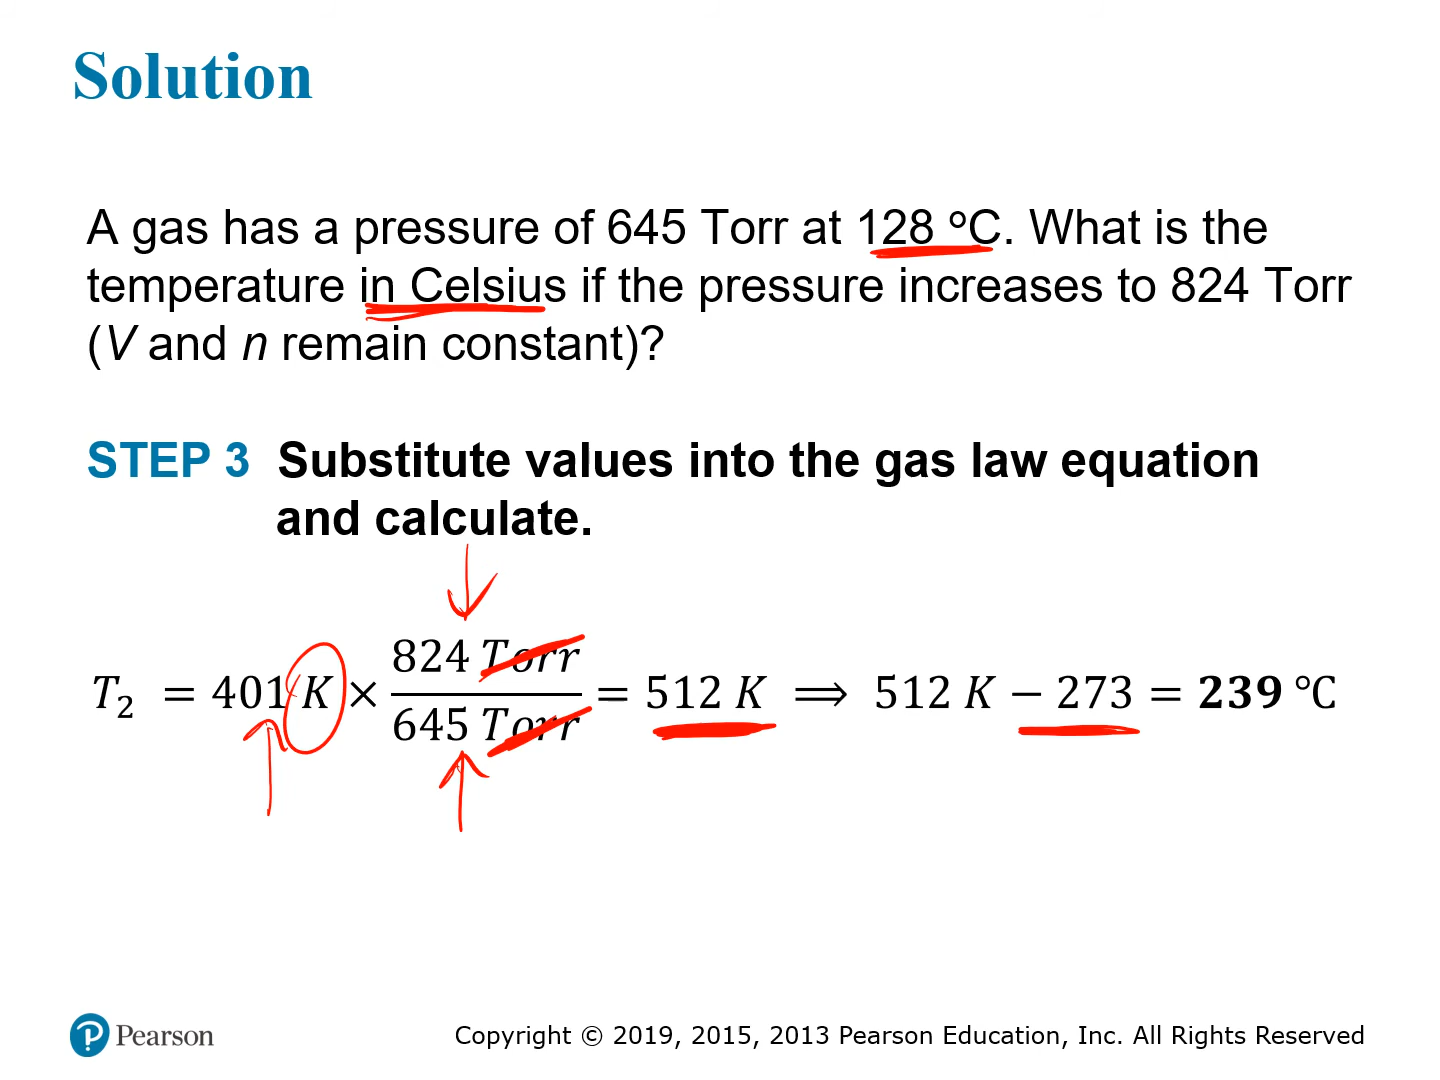 Solution
A gas has a pressure of 645 Torr at 128 °C. What is the
temperature in Celsius if the pressure increases to 824 Torr
(V and n remain constant)?
STEP 3 Substitute values into the gas law equation
and calculate.
T₂ = 401 K × 824 Torr / 645 Torr = 512 K ⟹ 512 K − 273 = 239 °C
Pearson
Copyright © 2019, 2015, 2013 Pearson Education, Inc. All Rights Reserved